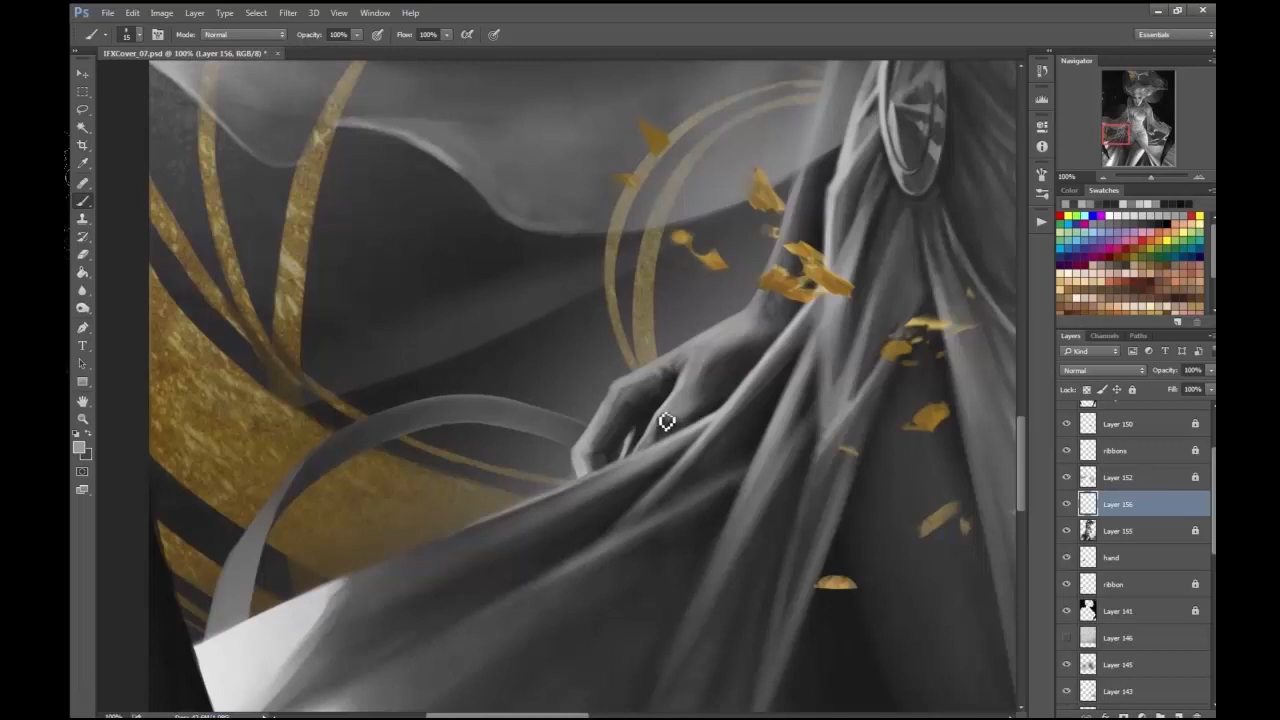 Ps File Edit Image Layer Type Select Filter 3D View Window Help
15 Mode: Normal Opacity: 100% Flow: 100% Essentials
IFXCover_07.psd @ 100% (Layer 156, RGB/8) *
Navigator
100%
Color Swatches
Layers Channels Paths
Kind
Normal Opacity: 100%
Lock: Fill: 100%
Layer 150
ribbons
Layer 152
Layer 156
Layer 155
hand
ribbon
Layer 141
Layer 146
Layer 145
Layer 143
100%